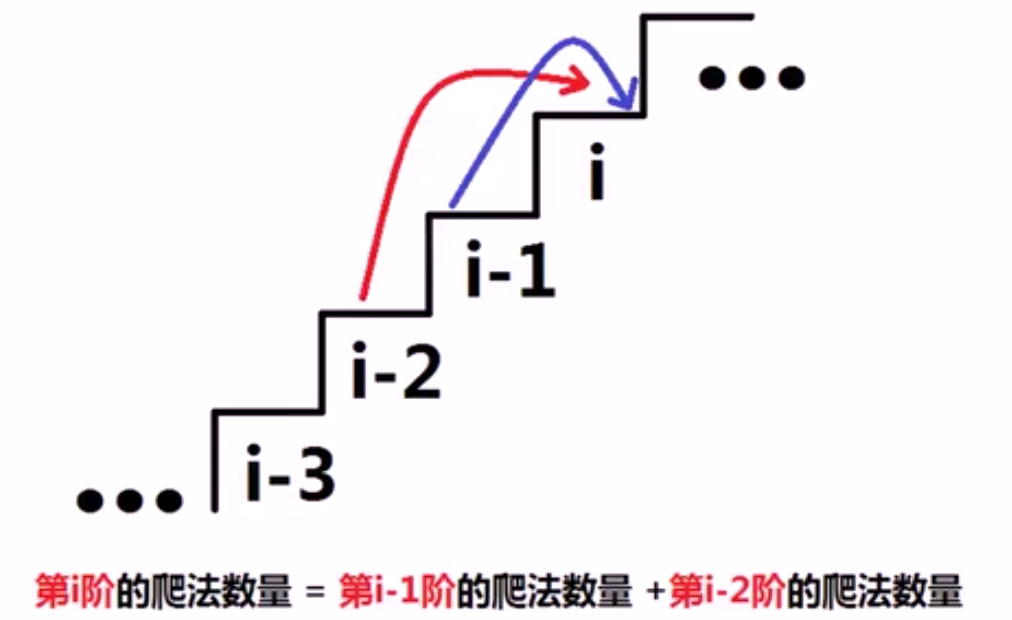 i
i-1
i-2
i-3
第i阶的爬法数量 = 第i-1阶的爬法数量 +第i-2阶的爬法数量